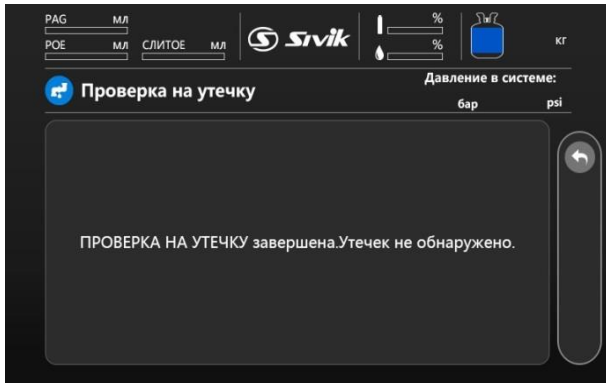 PAG мл
POE мл СЛИТОЕ мл
Sivik
%
%
кг
Проверка на утечку
Давление в системе:
бар psi
ПРОВЕРКА НА УТЕЧКУ завершена.Утечек не обнаружено.